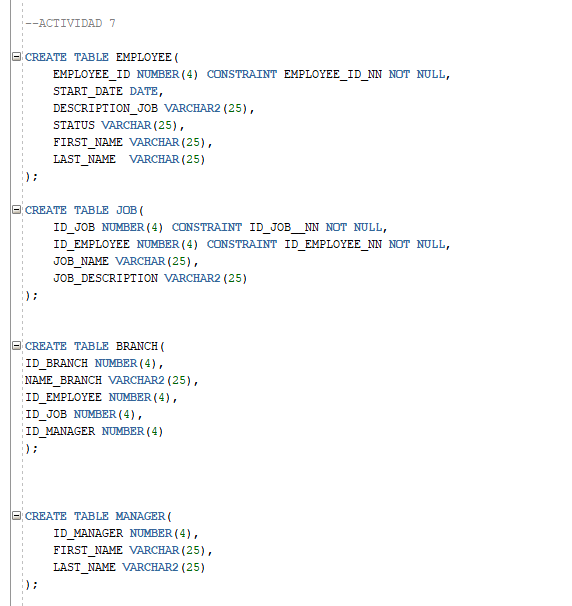 --ACTIVIDAD 7
CREATE TABLE EMPLOYEE(
EMPLOYEE_ID NUMBER(4) CONSTRAINT EMPLOYEE_ID_NN NOT NULL,
START_DATE DATE,
DESCRIPTION_JOB VARCHAR2(25),
STATUS VARCHAR(25),
FIRST_NAME VARCHAR(25),
LAST_NAME  VARCHAR(25)
);
CREATE TABLE JOB(
ID_JOB NUMBER(4) CONSTRAINT ID_JOB__NN NOT NULL,
ID_EMPLOYEE NUMBER(4) CONSTRAINT ID_EMPLOYEE_NN NOT NULL,
JOB_NAME VARCHAR(25),
JOB_DESCRIPTION VARCHAR2(25)
);
CREATE TABLE BRANCH(
ID_BRANCH NUMBER(4),
NAME_BRANCH VARCHAR2(25),
ID_EMPLOYEE NUMBER(4),
ID_JOB NUMBER(4),
ID_MANAGER NUMBER(4)
);
CREATE TABLE MANAGER(
ID_MANAGER NUMBER(4),
FIRST_NAME VARCHAR(25),
LAST_NAME VARCHAR2(25)
);